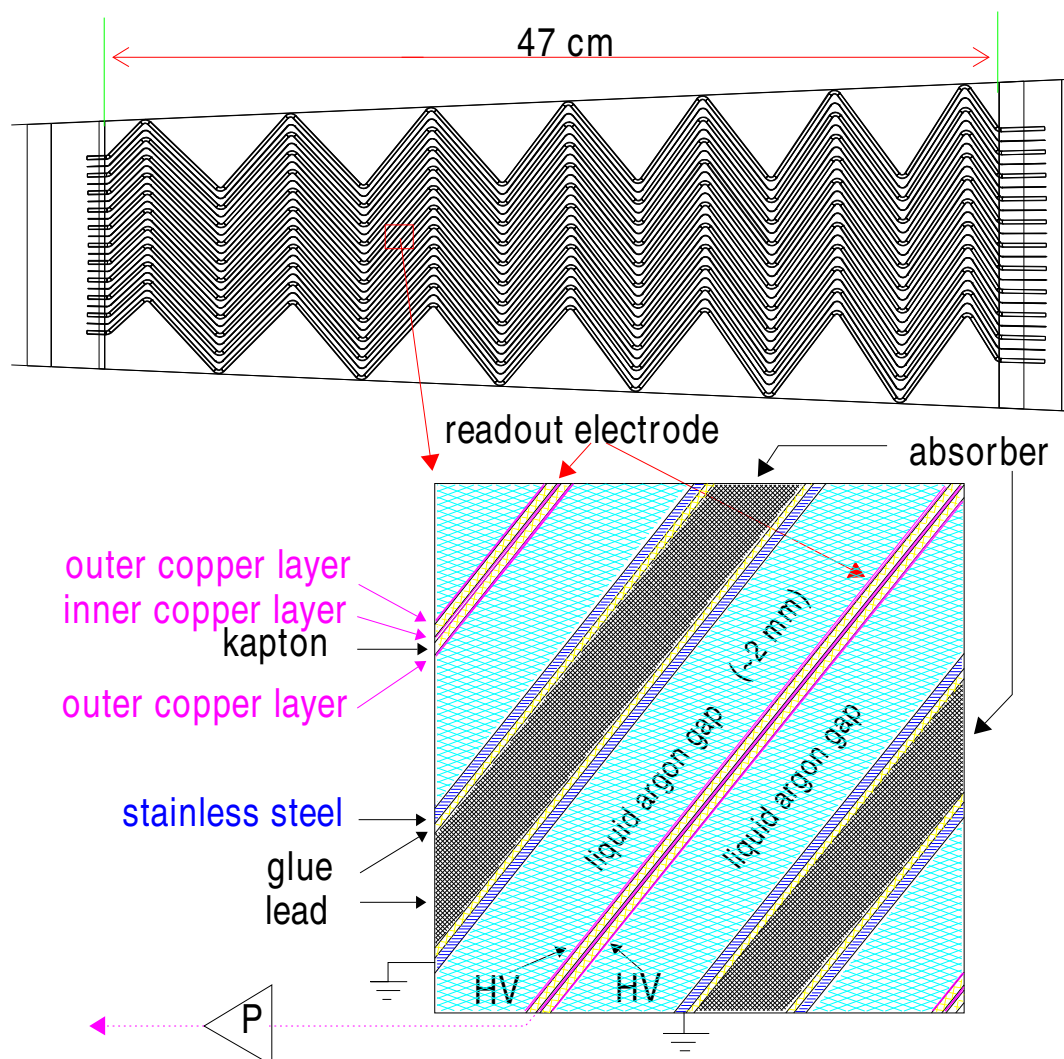 47 cm
readout electrode
absorber
outer copper layer
inner copper layer
kapton
outer copper layer
(~2 mm)
liquid argon gap
liquid argon gap
stainless steel
glue
lead
HV
HV
P